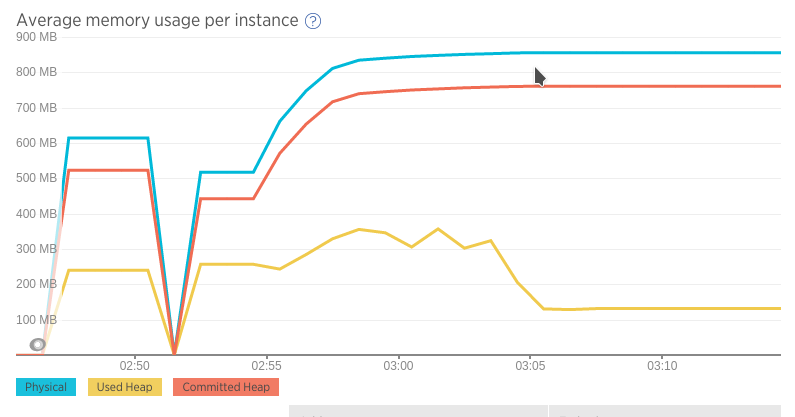 Average memory usage per instance ?
900 MB
800 MB
700 MB
600 MB
500 MB
400 MB
300 MB
200 MB
100 MB
02:50 02:55 03:00 03:05 03:10
Physical Used Heap Committed Heap